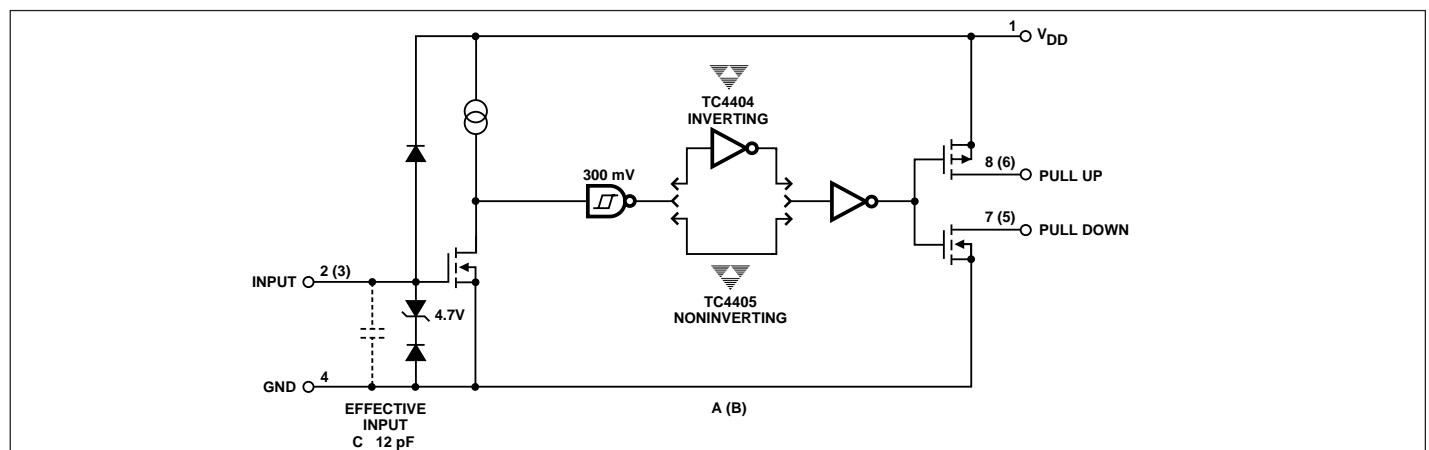 1
V_DD
TC4404
INVERTING
300 mV
8 (6)
PULL UP
7 (5)
PULL DOWN
INPUT
2 (3)
4.7V
TC4405
NONINVERTING
GND
4
EFFECTIVE
INPUT
C 12 pF
A (B)